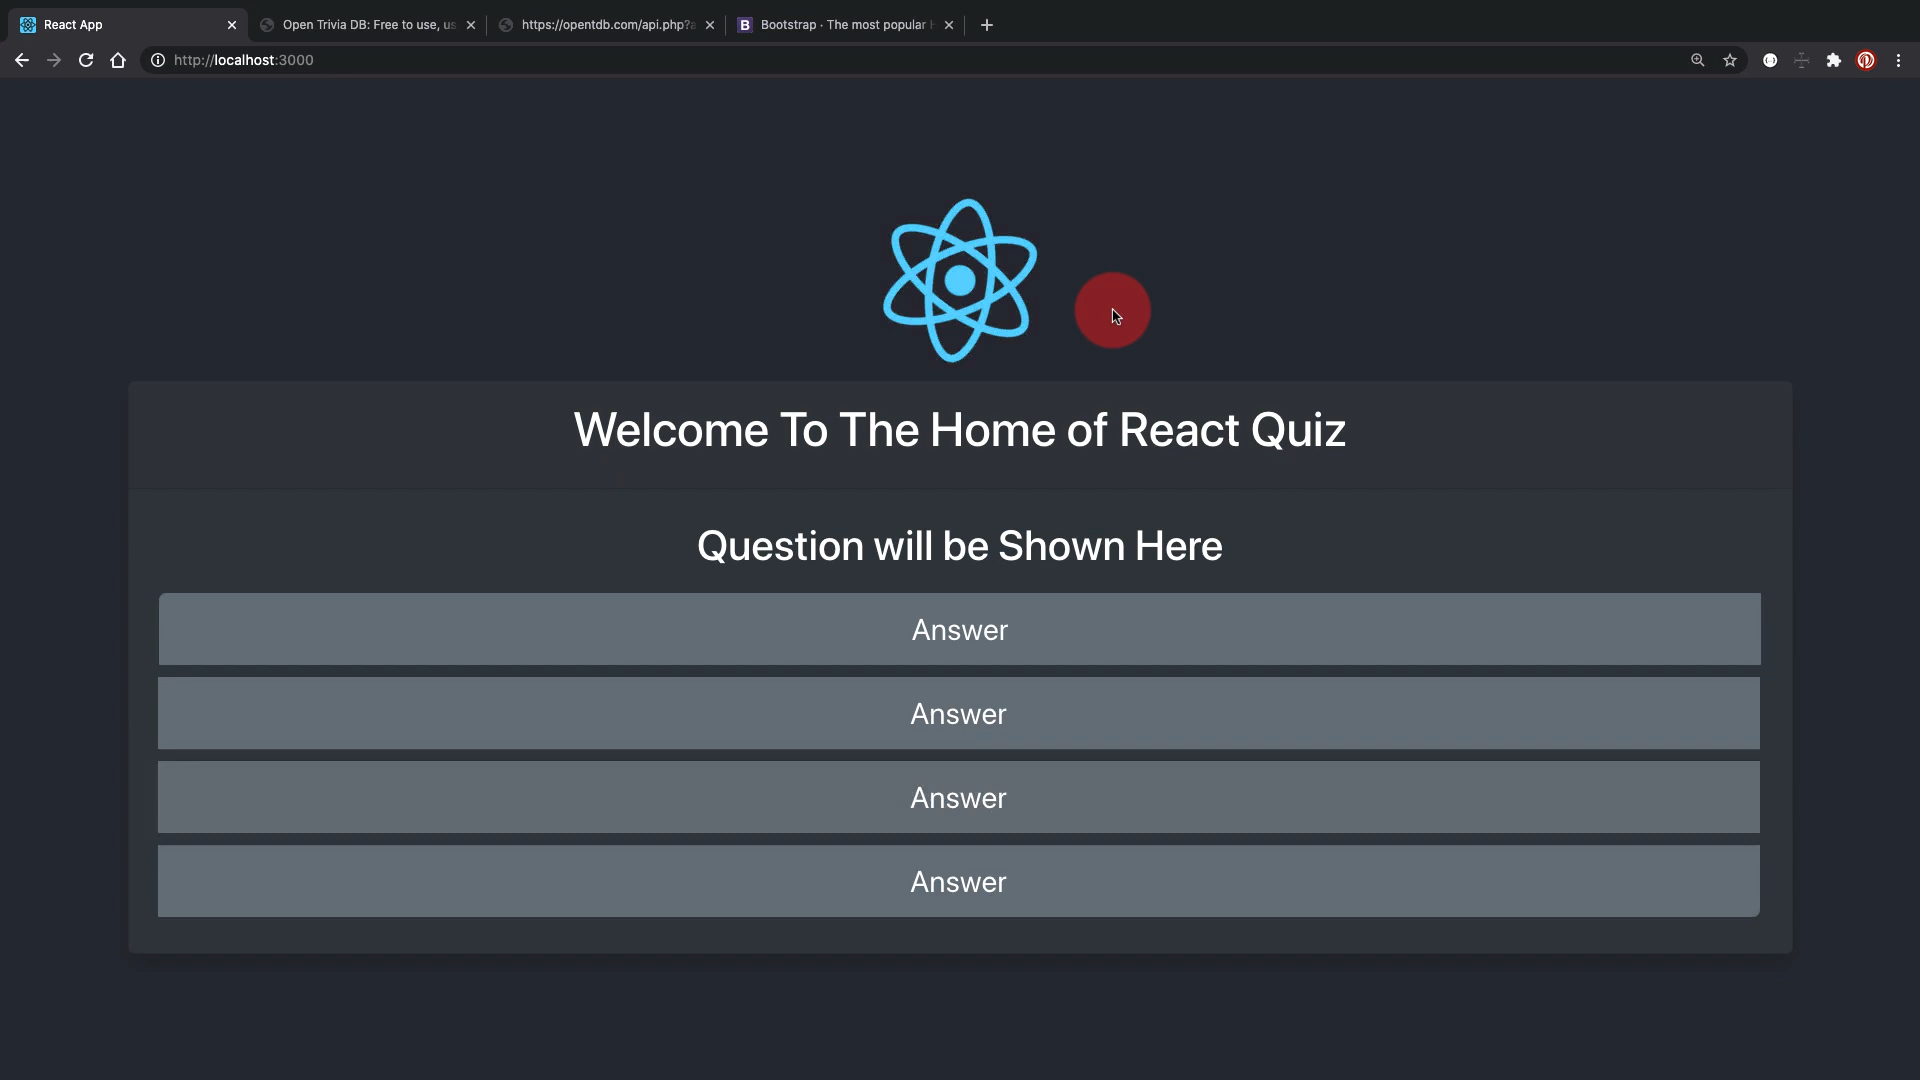 React App
Open Trivia DB: Free to use, us
https://opentdb.com/api.php?a
B Bootstrap · The most popular
http://localhost:3000
Welcome To The Home of React Quiz
Question will be Shown Here
Answer
Answer
Answer
Answer